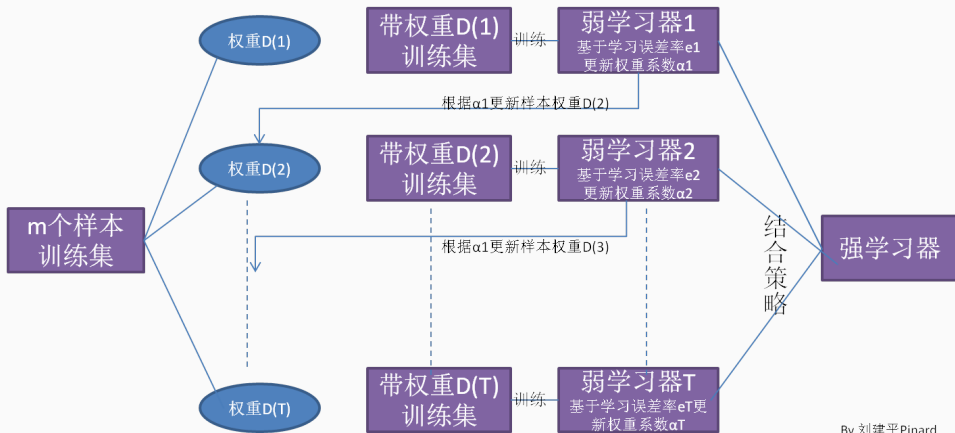 权重D(1)
带权重D(1)
训练集
训练
弱学习器1
基于学习误差率e1
更新权重系数α1
根据α1更新样本权重D(2)
权重D(2)
带权重D(2)
训练集
训练
弱学习器2
基于学习误差率e2
更新权重系数α2
m个样本
训练集
根据α1更新样本权重D(3)
结合策略
强学习器
权重D(T)
带权重D(T)
训练集
训练
弱学习器T
基于学习误差率eT更
新权重系数αT
By 刘建平Pinard